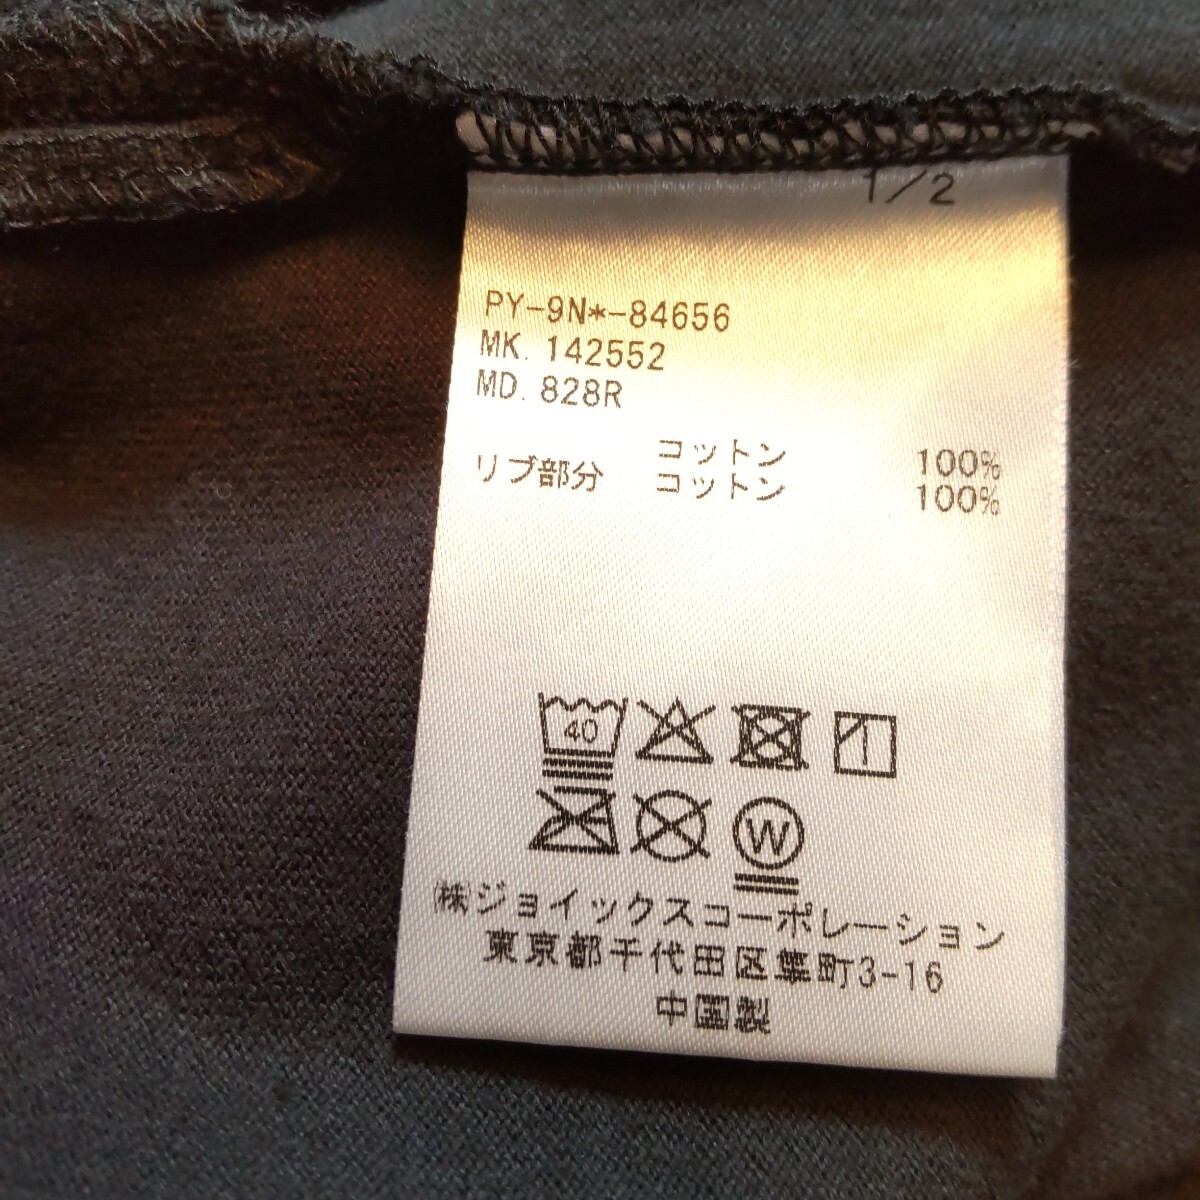 1/2
PY-9N*-84656
MK. 142552
MD. 828R
コットン 100%
リブ部分 コットン 100%
40
W
㈱ジョイックスコーポレーション
東京都千代田区隼町3-16
中国製